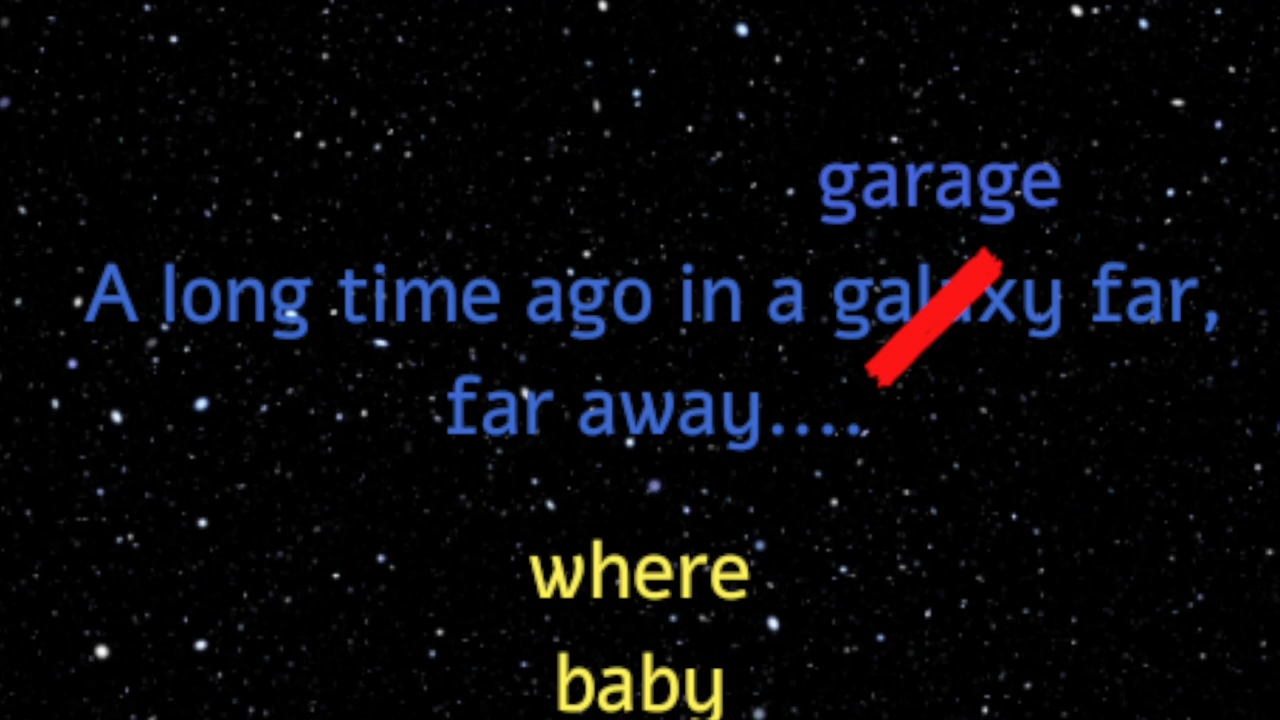 garage
A long time ago in a galaxy far,
far away....
where
baby